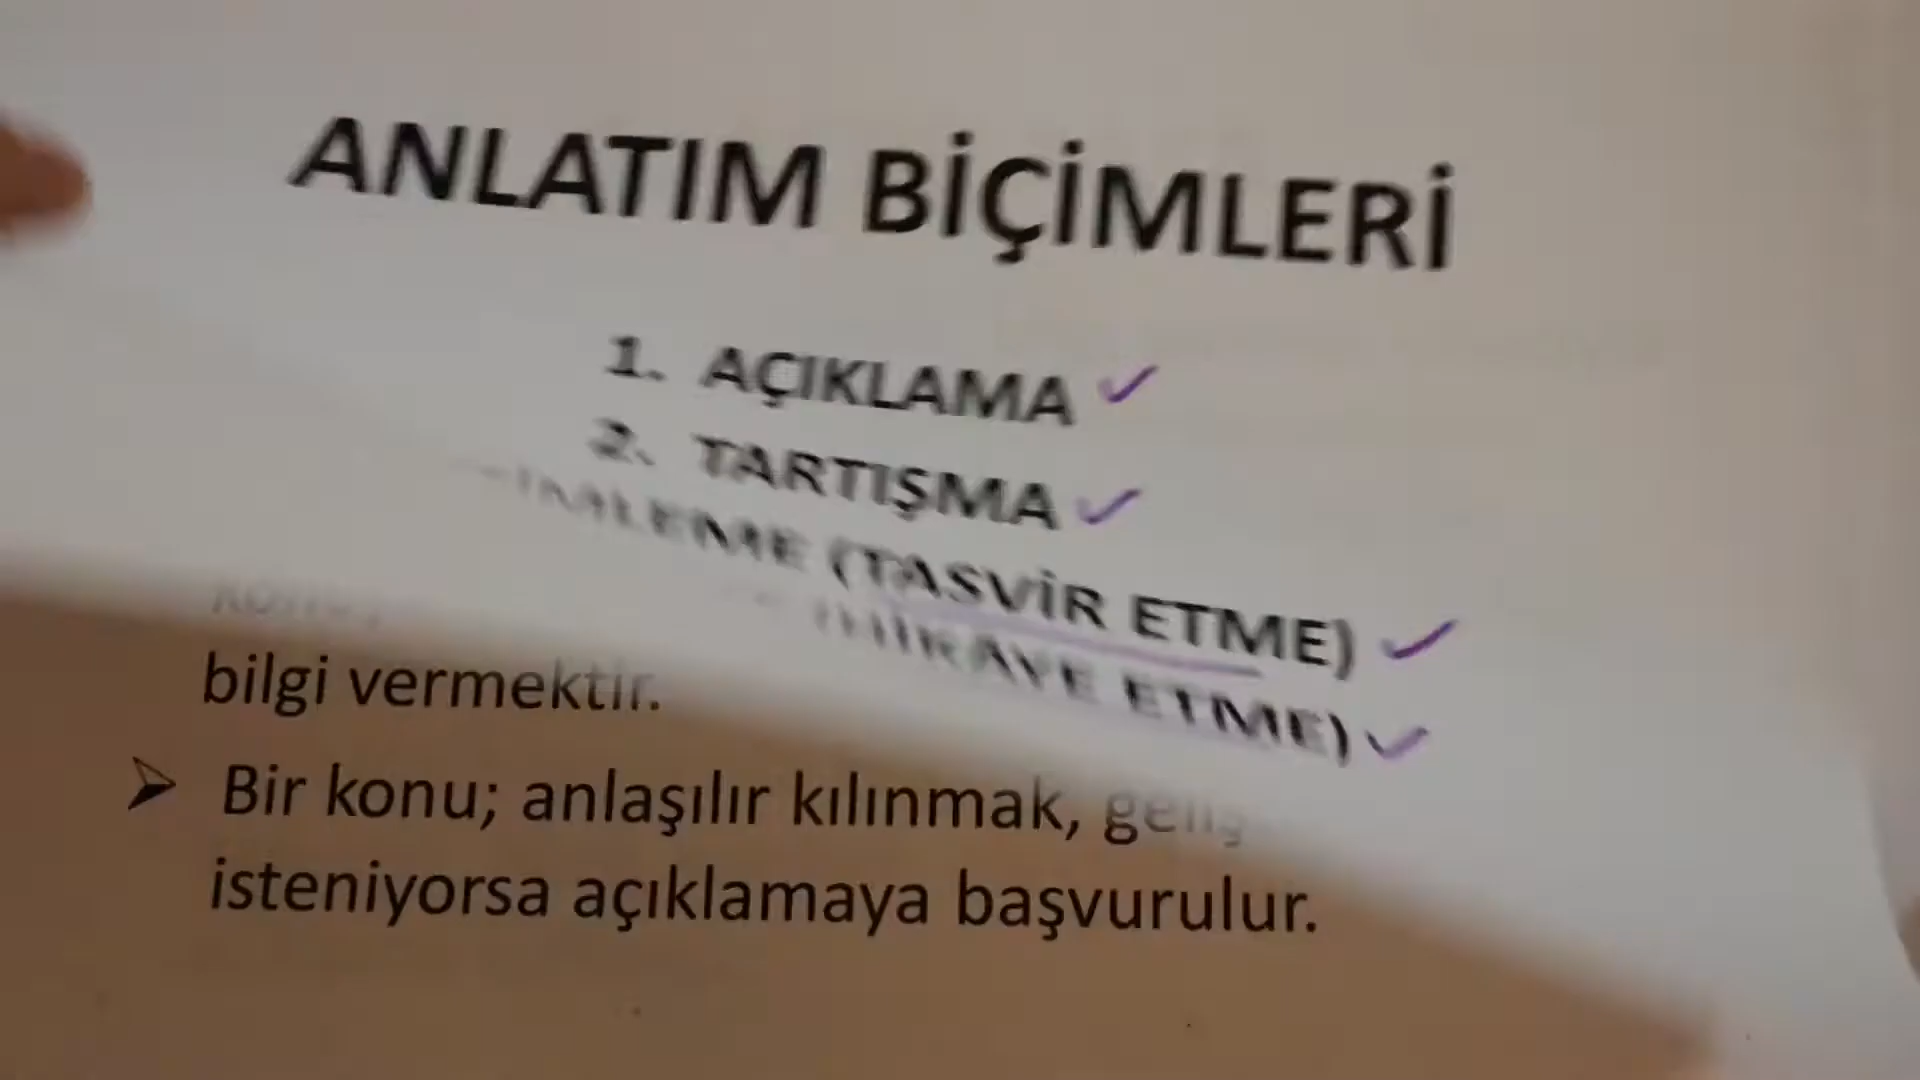 ANLATIM BİÇİMLERİ
1. AÇIKLAMA
2. TARTIŞMA
(TASVİR ETME)
ETME)
bilgi vermektir.
Bir konu; anlaşılır kılınmak,
isteniyorsa açıklamaya başvurulur.